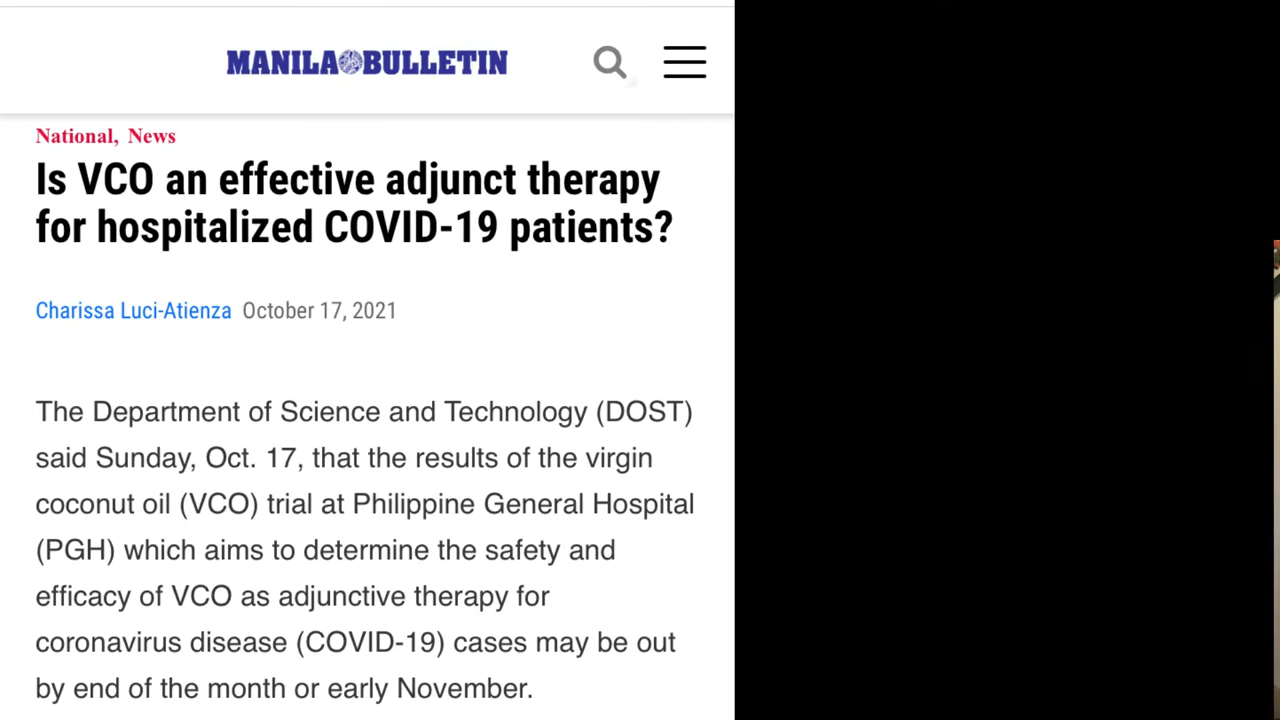 MANILA BULLETIN
National, News
Is VCO an effective adjunct therapy
for hospitalized COVID-19 patients?
Charissa Luci-Atienza October 17, 2021
The Department of Science and Technology (DOST)
said Sunday, Oct. 17, that the results of the virgin
coconut oil (VCO) trial at Philippine General Hospital
(PGH) which aims to determine the safety and
efficacy of VCO as adjunctive therapy for
coronavirus disease (COVID-19) cases may be out
by end of the month or early November.